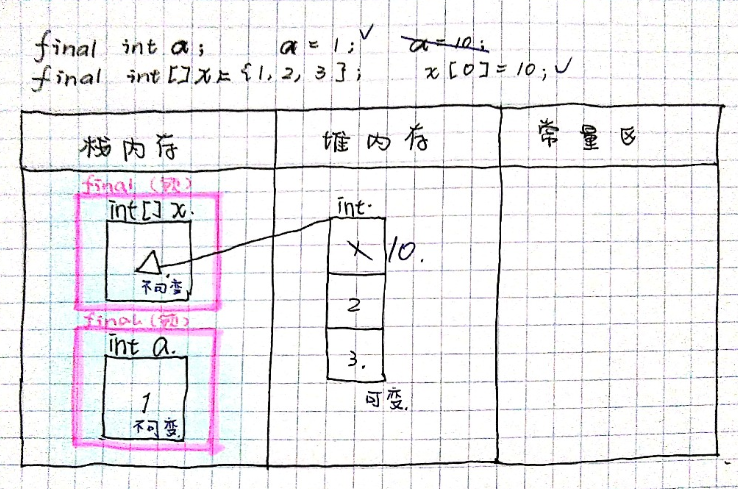 final int a; a = 1; ✓ a = 10;
final int[] x = {1, 2, 3}; x[0] = 10; ✓
栈内存 堆内存 常量区
final (锁)
int[] x.
不可变
final (锁)
int a.
1
不可变
int.
1 10.
2
3.
可变.